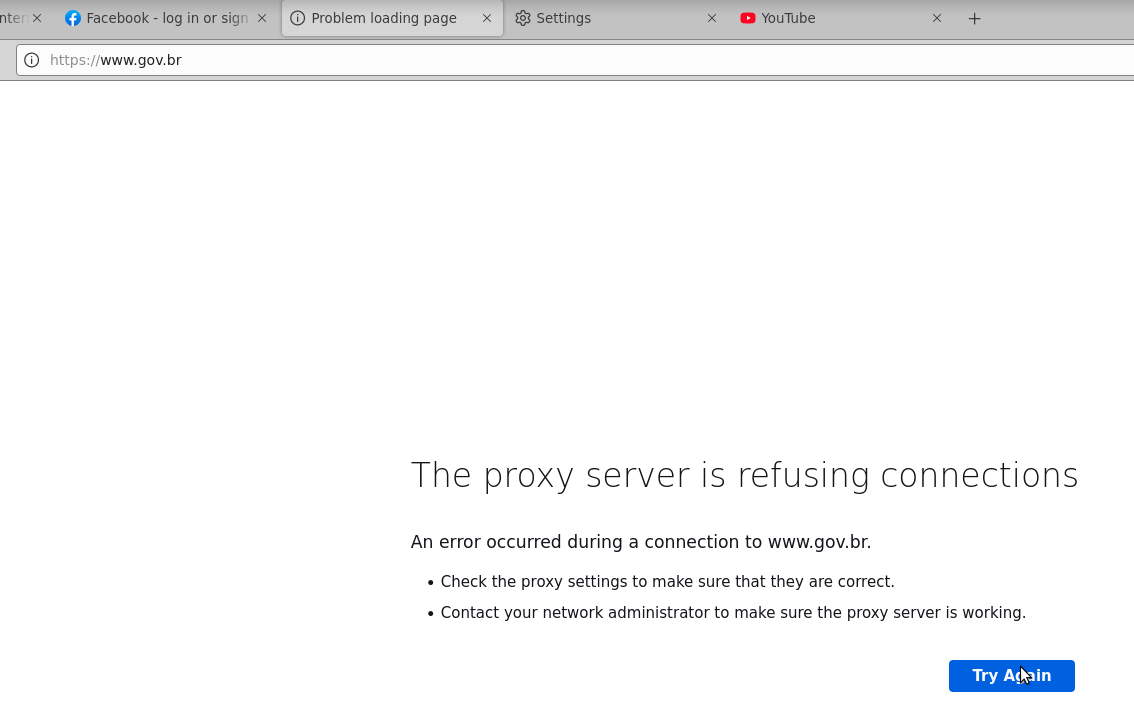 Facebook - log in or sign
Problem loading page
Settings
YouTube
https://www.gov.br
The proxy server is refusing connections
An error occurred during a connection to www.gov.br.
• Check the proxy settings to make sure that they are correct.
• Contact your network administrator to make sure the proxy server is working.
Try Again